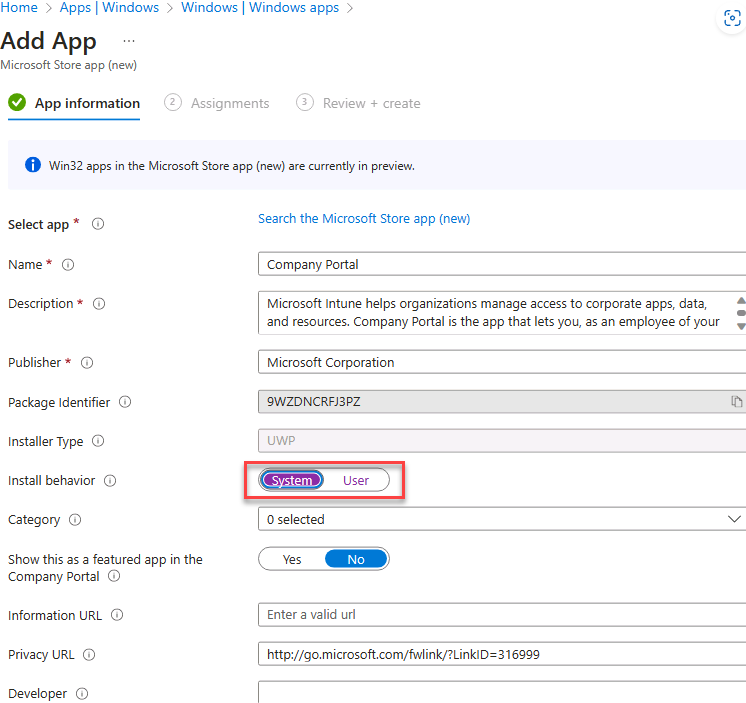 Home > Apps | Windows > Windows | Windows apps >
Add App ...
Microsoft Store app (new)
App information 2 Assignments 3 Review + create
Win32 apps in the Microsoft Store app (new) are currently in preview.
Select app * Search the Microsoft Store app (new)
Name * Company Portal
Description * Microsoft Intune helps organizations manage access to corporate apps, data,
and resources. Company Portal is the app that lets you, as an employee of your
Publisher * Microsoft Corporation
Package Identifier 9WZDNCRFJ3PZ
Installer Type UWP
Install behavior System User
Category 0 selected
Show this as a featured app in the Yes No
Company Portal
Information URL Enter a valid url
Privacy URL http://go.microsoft.com/fwlink/?LinkID=316999
Developer